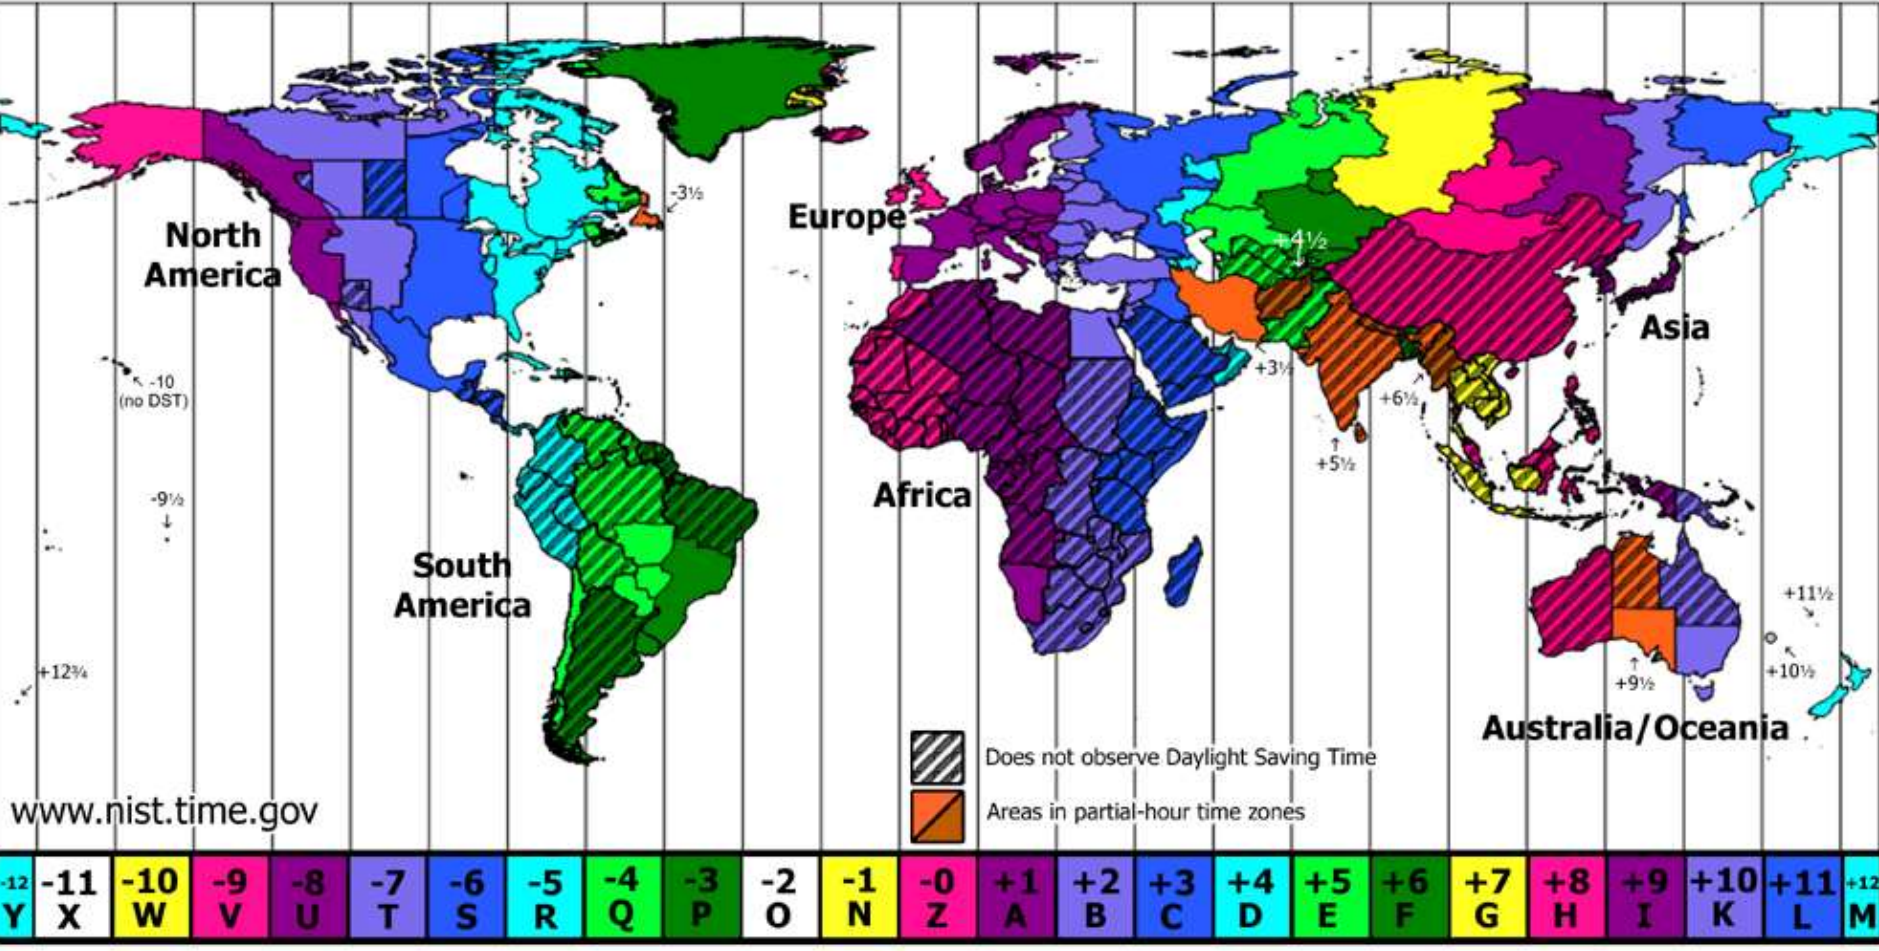 -3½
Europe
North
America
+4½
Asia
-10
(no DST)
+3½
+6½
+5½
-9½
Africa
South
America
+11½
+12¾
+10½
+9½
Australia/Oceania
Does not observe Daylight Saving Time
Areas in partial-hour time zones
www.nist.time.gov
-12 -11 -10 -9 -8 -7 -6 -5 -4 -3 -2 -1 -0 +1 +2 +3 +4 +5 +6 +7 +8 +9 +10 +11 +12
Y X W V U T S R Q P O N Z A B C D E F G H I K L M